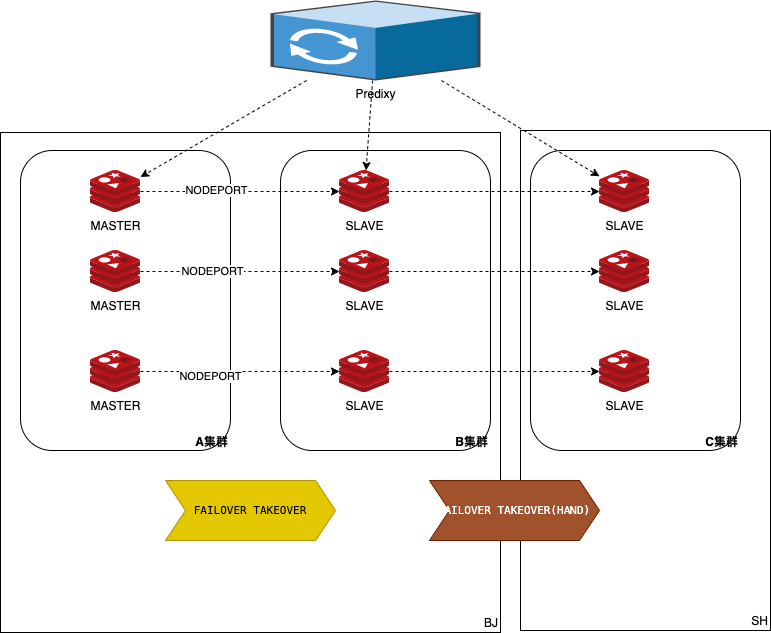 Predixy
NODEPORT
MASTER
SLAVE
SLAVE
NODEPORT
MASTER
SLAVE
SLAVE
NODEPORT
MASTER
SLAVE
SLAVE
A集群
B集群
C集群
FAILOVER TAKEOVER
AILOVER TAKEOVER(HAND)
BJ
SH